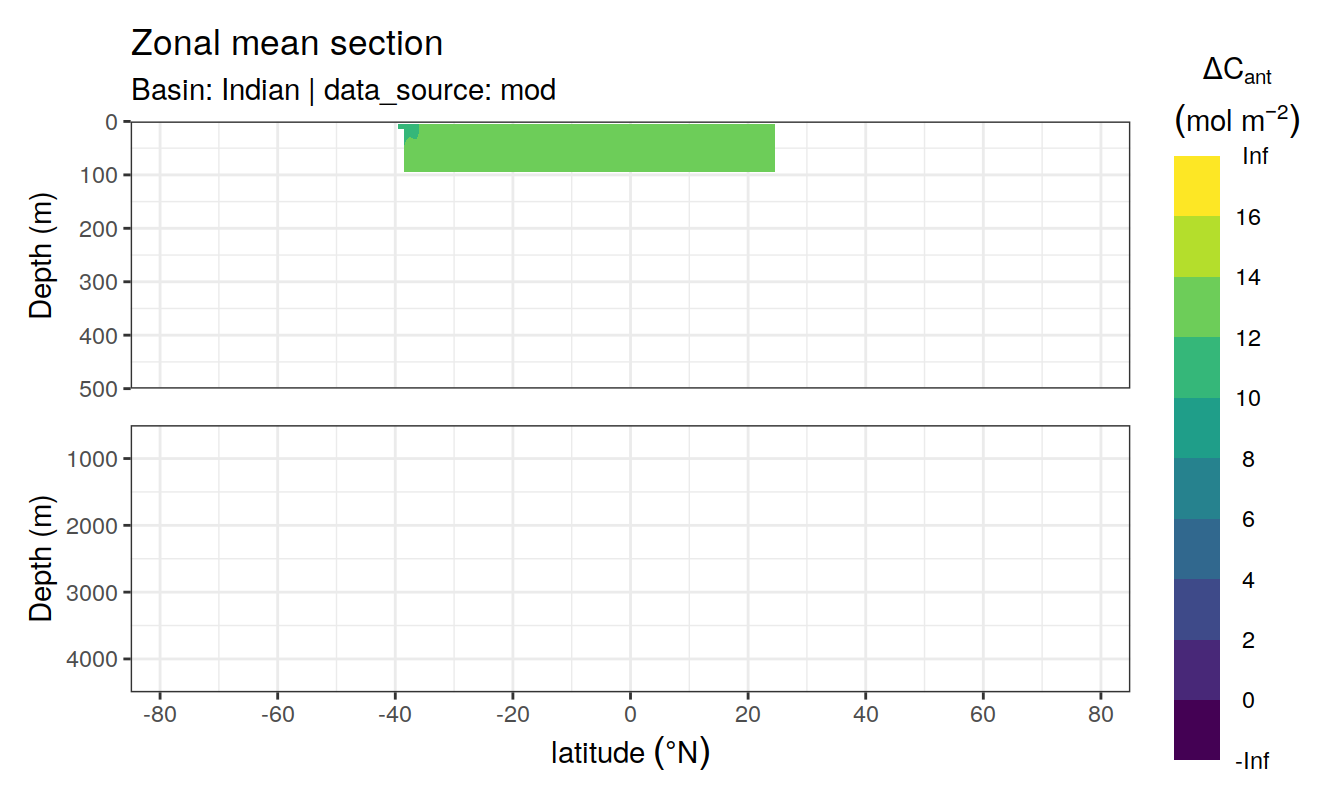 Zonal mean section
Basin: Indian | data_source: mod
ΔCant
(mol m−2)
Inf
16
14
12
10
8
6
4
2
0
-Inf
Depth (m)
0
100
200
300
400
500
Depth (m)
1000
2000
3000
4000
-80 -60 -40 -20 0 20 40 60 80
latitude (°N)